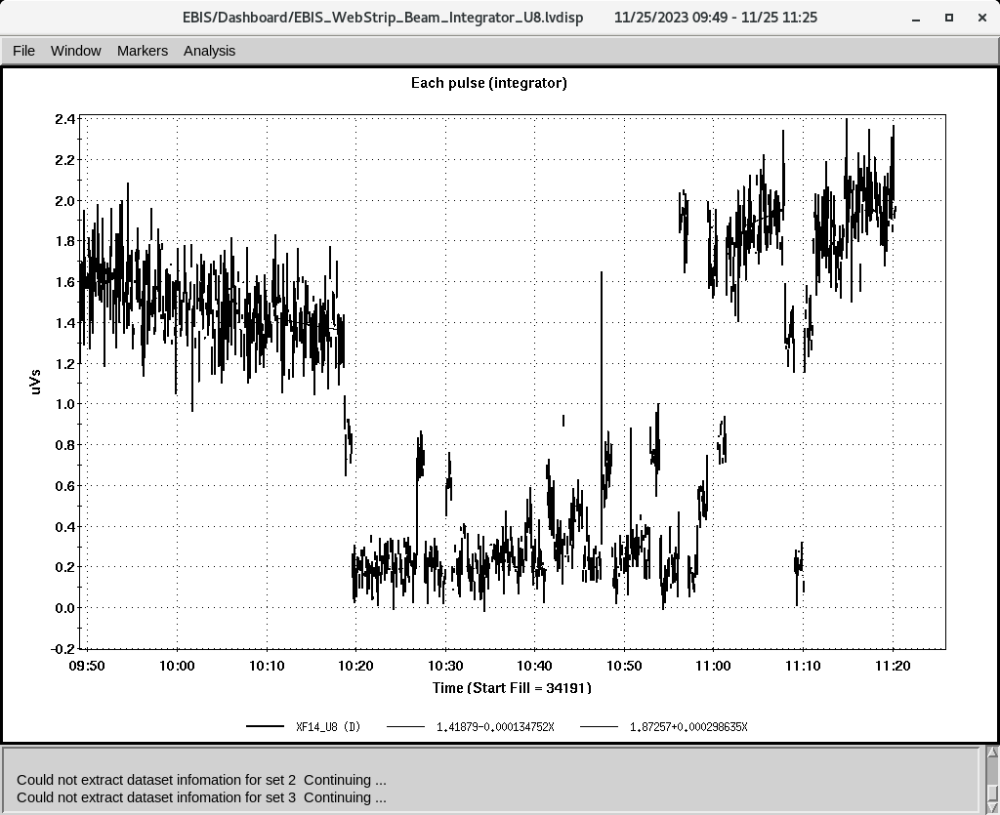 EBIS/Dashboard/EBIS_WebStrip_Beam_Integrator_U8.lvdisp 11/25/2023 09:49 - 11/25 11:25
File Window Markers Analysis
Each pulse (integrator)
2.4
2.2
2.0
1.8
1.6
1.4
1.2
1.0
0.8
0.6
0.4
0.2
0.0
-0.2
uVs
09:50 10:00 10:10 10:20 10:30 10:40 10:50 11:00 11:10 11:20
Time (Start Fill = 34191)
XF14_U8 (D) 1.41879-0.000134752X 1.87257+0.000298635X
Could not extract dataset infomation for set 2 Continuing ...
Could not extract dataset infomation for set 3 Continuing ...